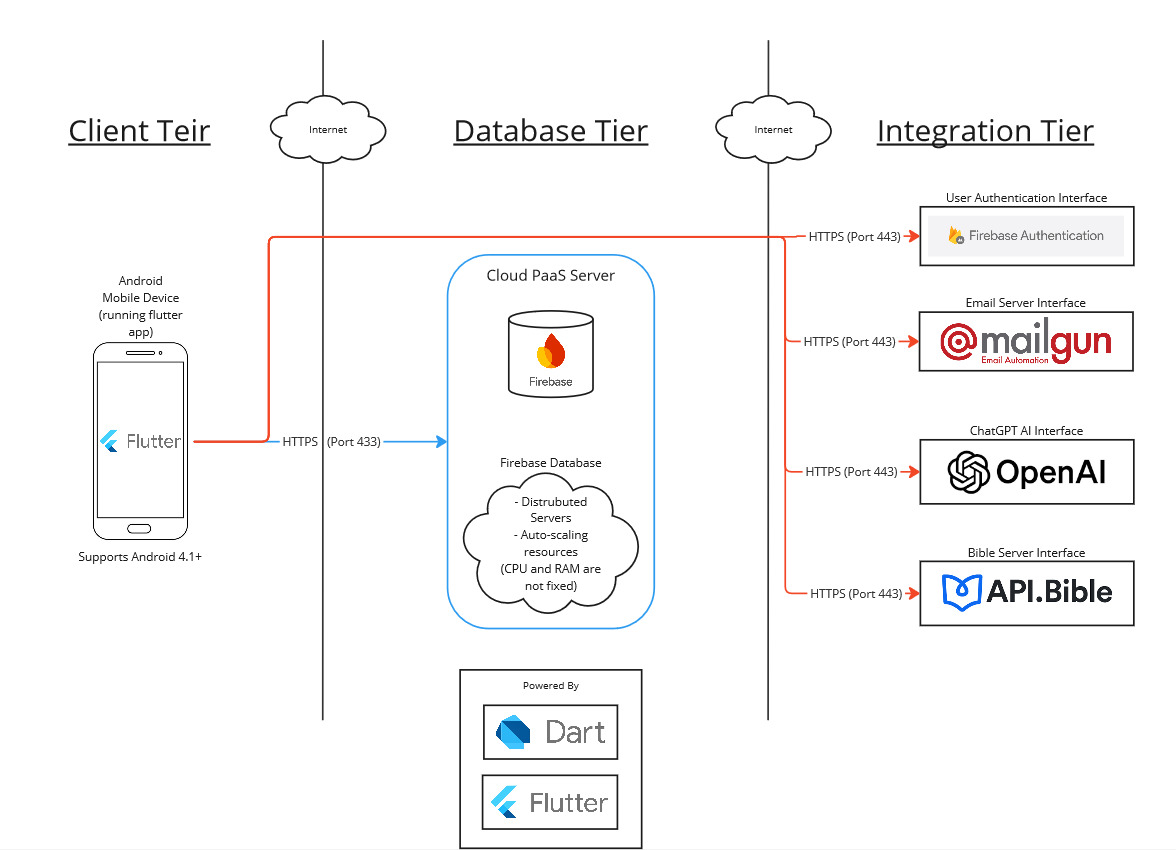 Client Teir
Internet
Database Tier
Internet
Integration Tier
Android
Mobile Device
(running flutter
app)
Flutter
Supports Android 4.1+
HTTPS (Port 433)
Cloud PaaS Server
Firebase
Firebase Database
- Distrubuted
Servers
- Auto-scaling
resources
(CPU and RAM are
not fixed)
Powered By
Dart
Flutter
User Authentication Interface
HTTPS (Port 443)
Firebase Authentication
Email Server Interface
HTTPS (Port 443)
@mailgun
Email Automation
ChatGPT AI Interface
HTTPS (Port 443)
OpenAI
Bible Server Interface
HTTPS (Port 443)
API.Bible